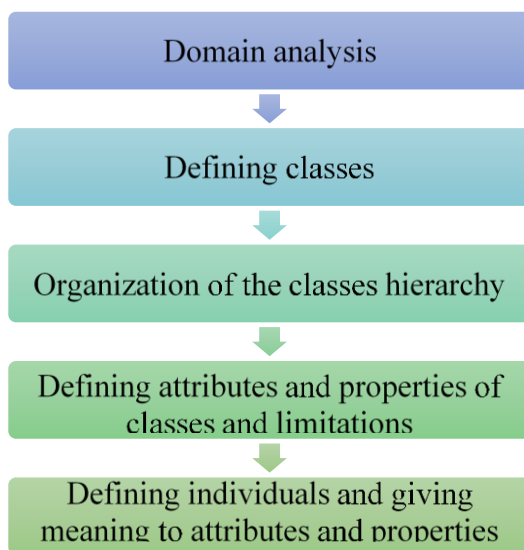 Domain analysis
Defining classes
Organization of the classes hierarchy
Defining attributes and properties of
classes and limitations
Defining individuals and giving
meaning to attributes and properties